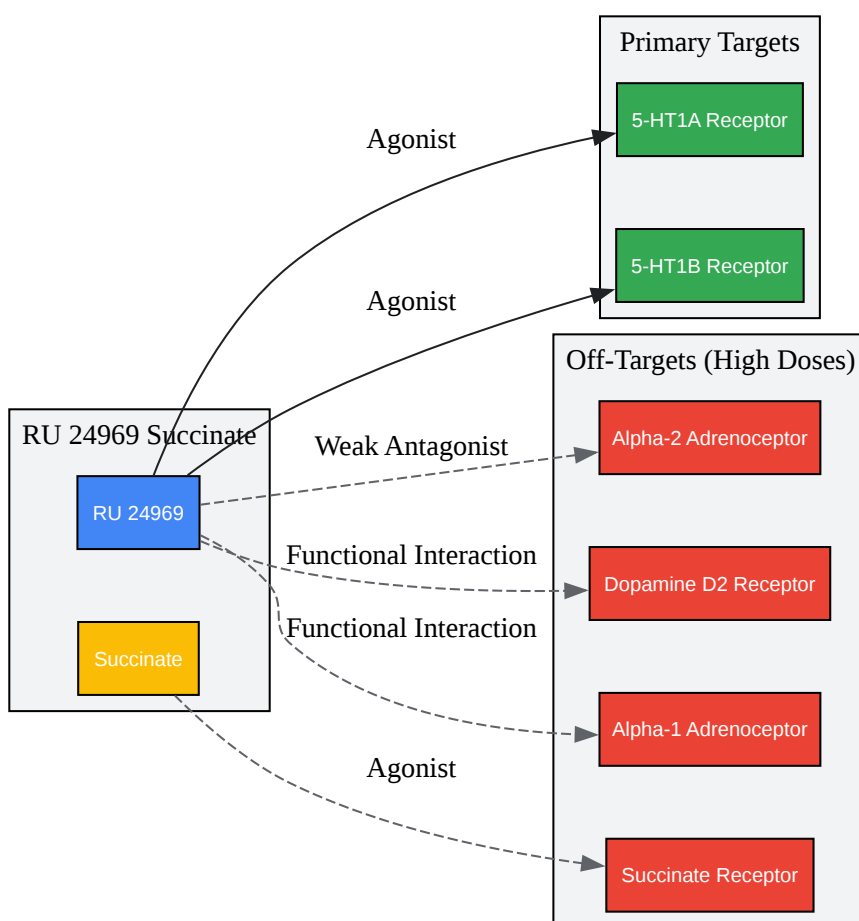 Primary Targets
5-HT1A Receptor
Agonist
5-HT1B Receptor
Agonist
Off-Targets (High Doses)
RU 24969 Succinate
Alpha-2 Adrenoceptor
Weak Antagonist
RU 24969
Functional Interaction
Dopamine D2 Receptor
Functional Interaction
Succinate
Alpha-1 Adrenoceptor
Agonist
Succinate Receptor